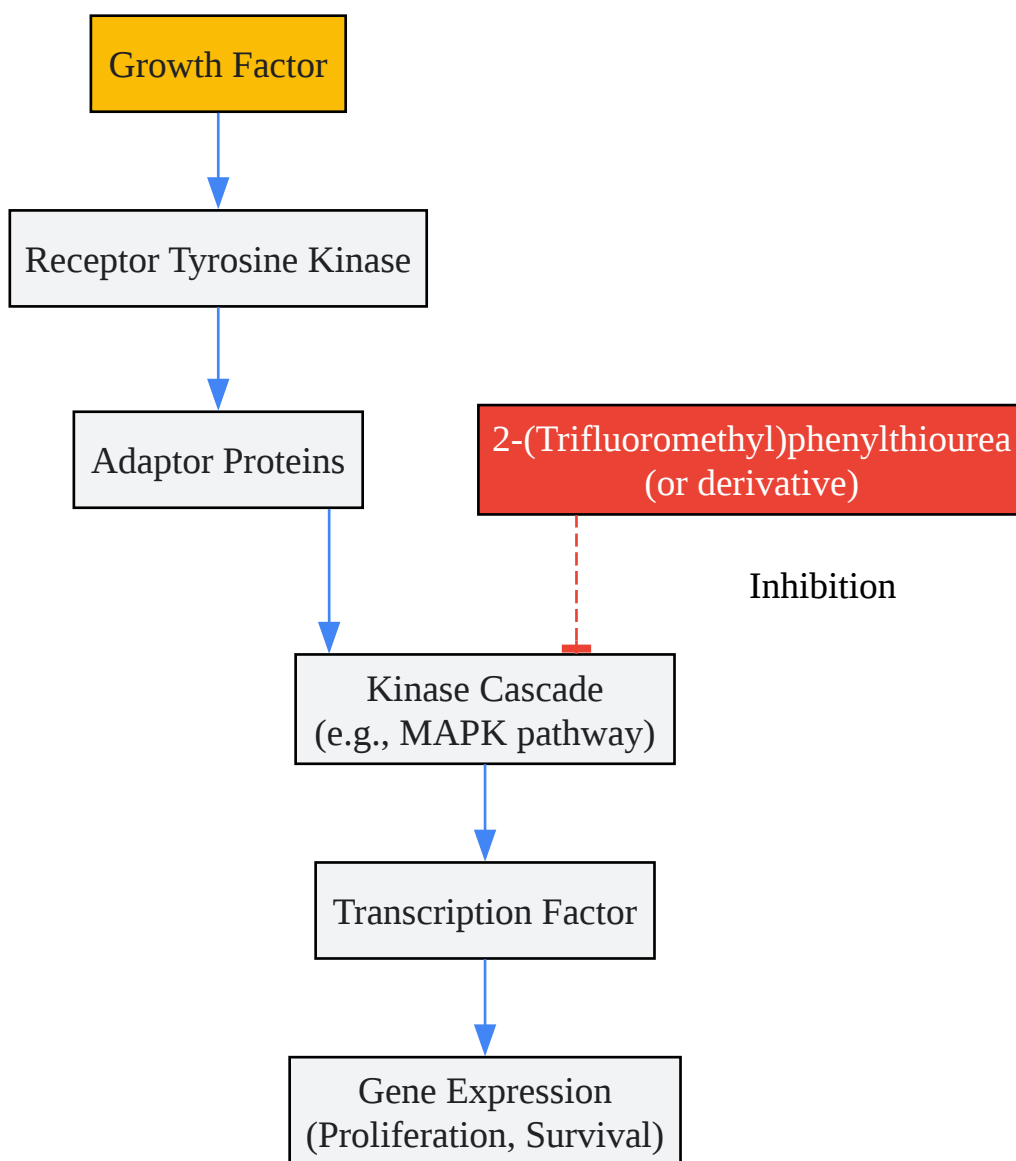 Growth Factor
Receptor Tyrosine Kinase
Adaptor Proteins
2-(Trifluoromethyl)phenylthiourea
(or derivative)
Inhibition
Kinase Cascade
(e.g., MAPK pathway)
Transcription Factor
Gene Expression
(Proliferation, Survival)